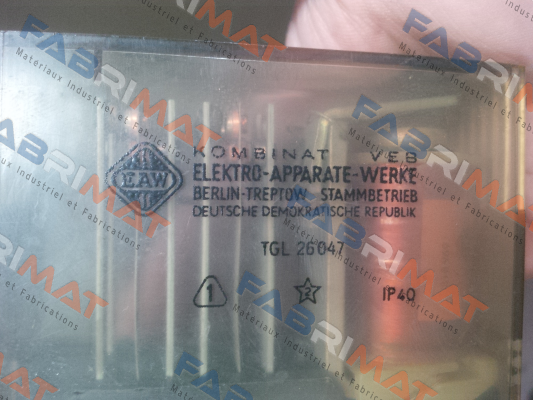 KOMBINAT VEB
EAW ELEKTRO-APPARATE-WERKE
BERLIN-TREPTOW · STAMMBETRIEB
DEUTSCHE DEMOKRATISCHE REPUBLIK
TGL 26047
1 2 IP40
FABRIMAT
Materiaux Industriel et Fabrications